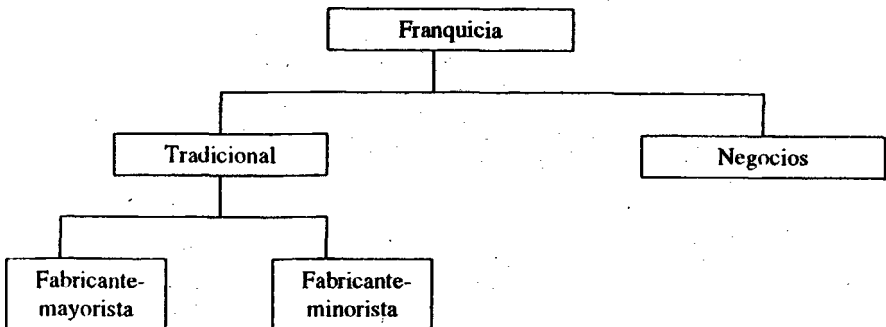 Franquicia
Tradicional
Negocios
Fabricante-
mayorista
Fabricante-
minorista